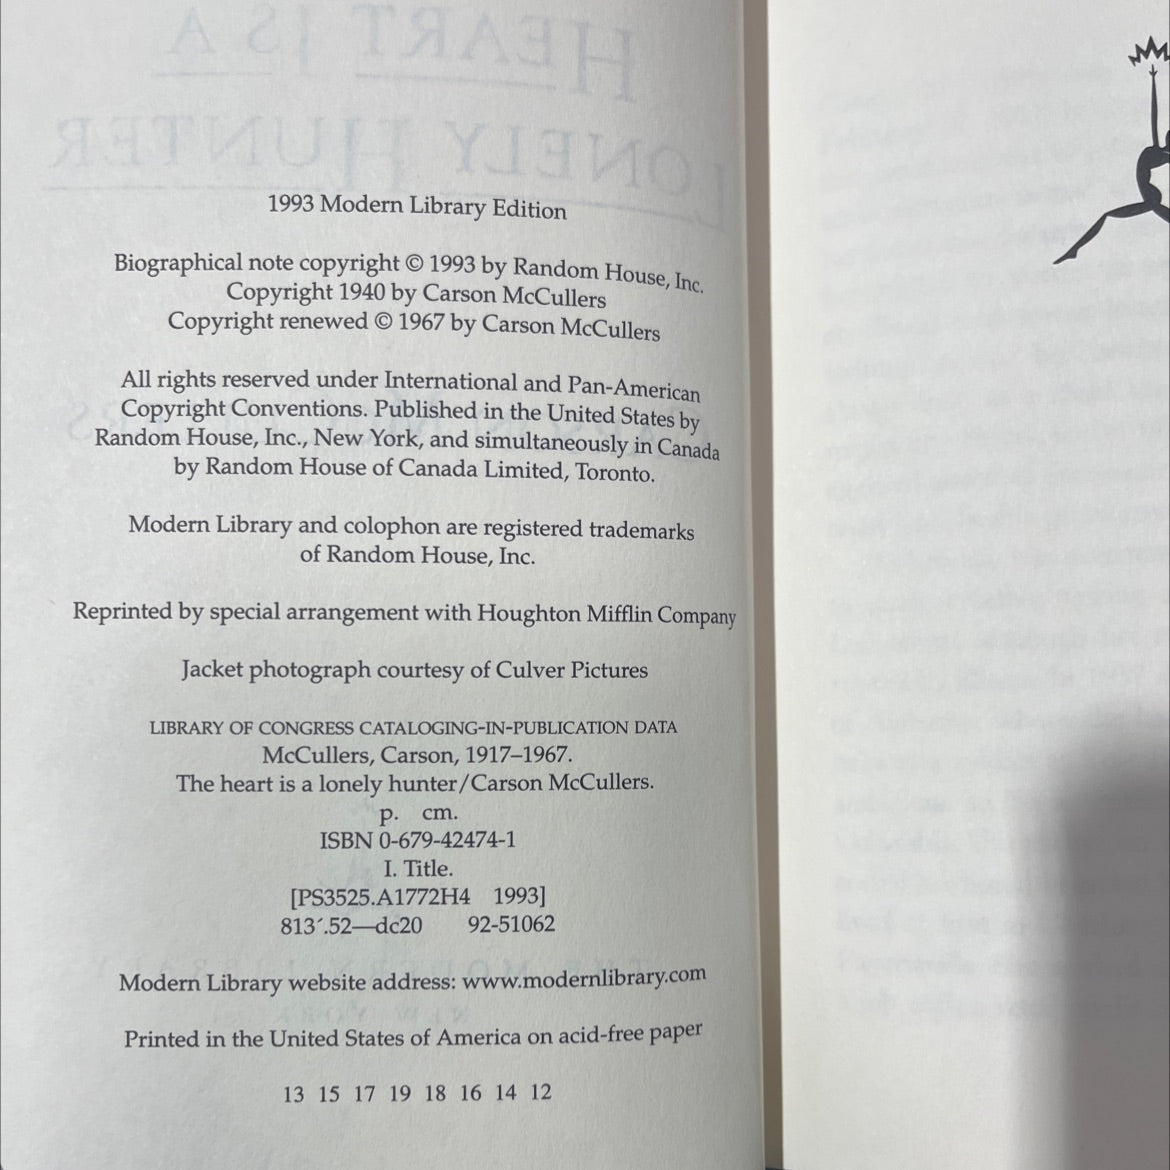 1993 Modern Library Edition
Biographical note copyright © 1993 by Random House, Inc.
Copyright 1940 by Carson McCullers
Copyright renewed © 1967 by Carson McCullers
All rights reserved under International and Pan-American
Copyright Conventions. Published in the United States by
Random House, Inc., New York, and simultaneously in Canada
by Random House of Canada Limited, Toronto.
Modern Library and colophon are registered trademarks
of Random House, Inc.
Reprinted by special arrangement with Houghton Mifflin Company
Jacket photograph courtesy of Culver Pictures
LIBRARY OF CONGRESS CATALOGING-IN-PUBLICATION DATA
McCullers, Carson, 1917–1967.
The heart is a lonely hunter/Carson McCullers.
p. cm.
ISBN 0-679-42474-1
I. Title.
[PS3525.A1772H4 1993]
813´.52—dc20 92-51062
Modern Library website address: www.modernlibrary.com
Printed in the United States of America on acid-free paper
13 15 17 19 18 16 14 12